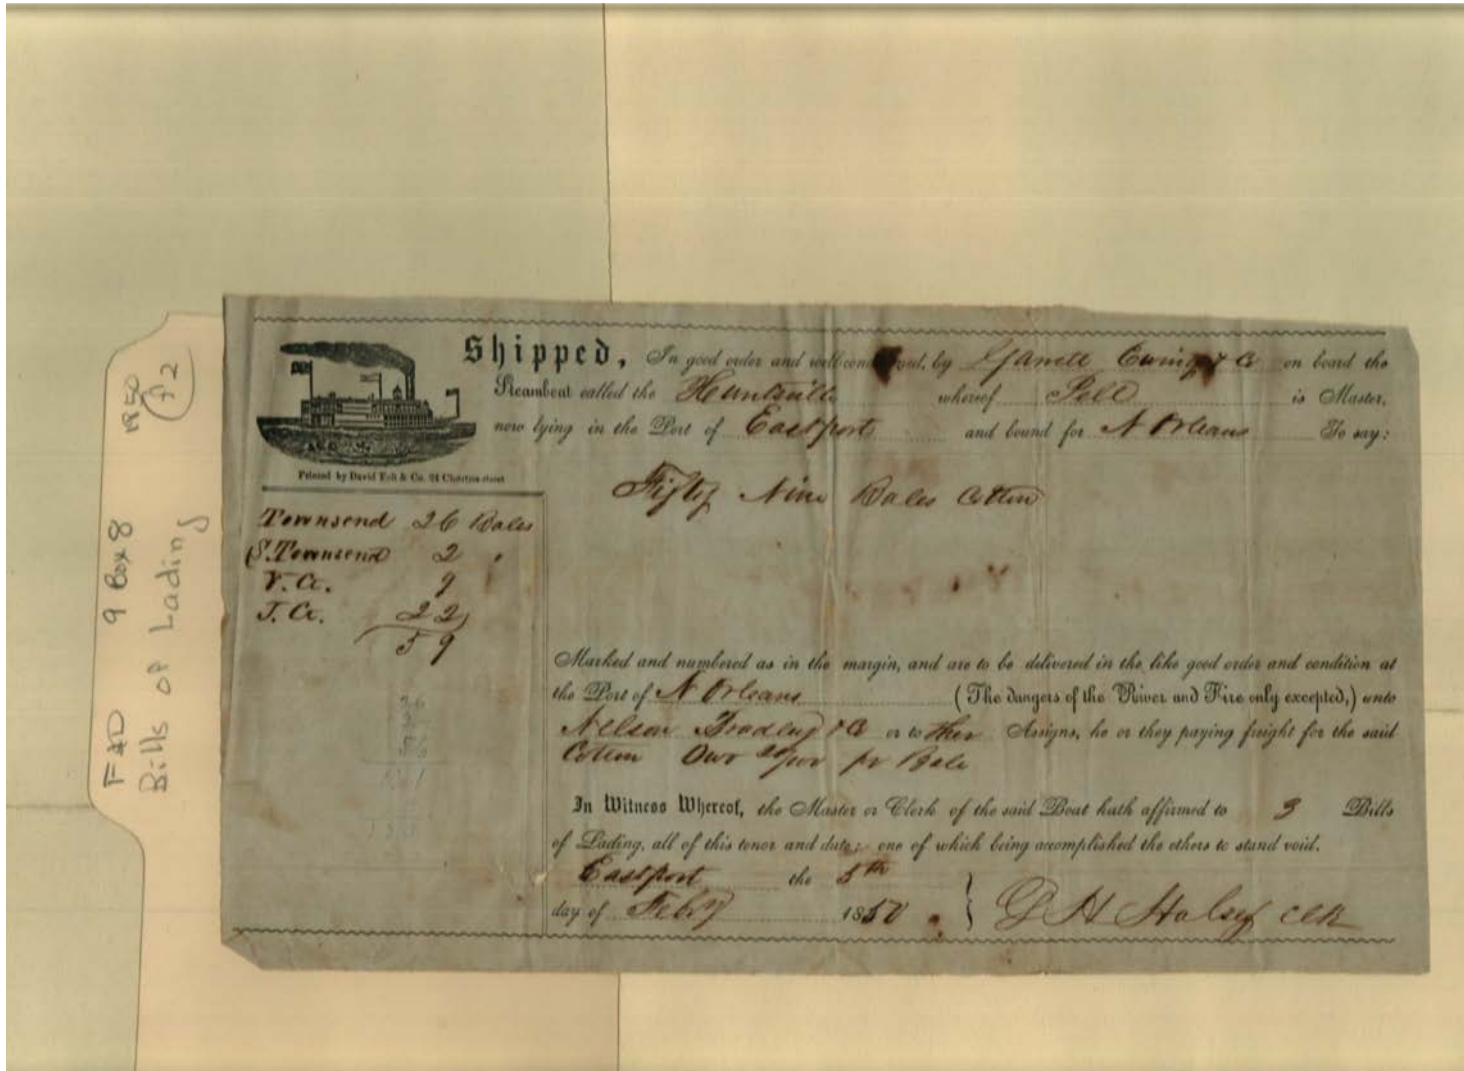 Shipped, In good order and well conditioned, by & Co on board the
Steamboat called the Huntsville whereof Pell is Master,
now lying in the Port of Eastport and bound for N Orleans To say:
Printed by David Felt & Co. Chartres street
Fifty Nine Bales Cotton
Townsend 26 Bales
S. Townsend 2 "
V. Co. 9
T. Co. 22
59
Marked and numbered as in the margin, and are to be delivered in the like good order and condition at
the Port of N Orleans (The dangers of the River and Fire only excepted,) unto
Nelson Bradley & Co or to their Assigns, he or they paying freight for the said
Cotton pr Bale
In Witness Whereof, the Master or Clerk of the said Boat hath affirmed to 3 Bills
of Lading, all of this tenor and date; one of which being accomplished the others to stand void.
Eastport the 5th
day of Feby 1850 G H Halsey Clk
F&D 9 Box 8 1850
Bills of Lading f2